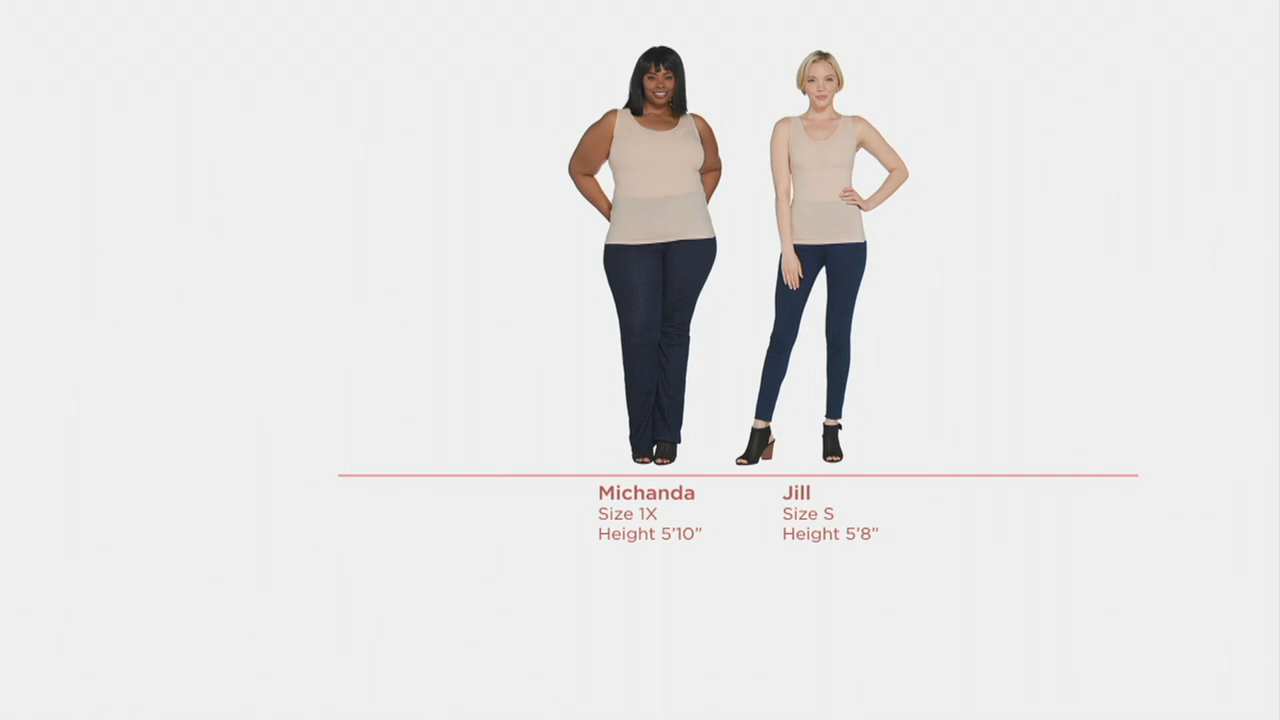 Michanda
Size 1X
Height 5’10”
Jill
Size S
Height 5’8”